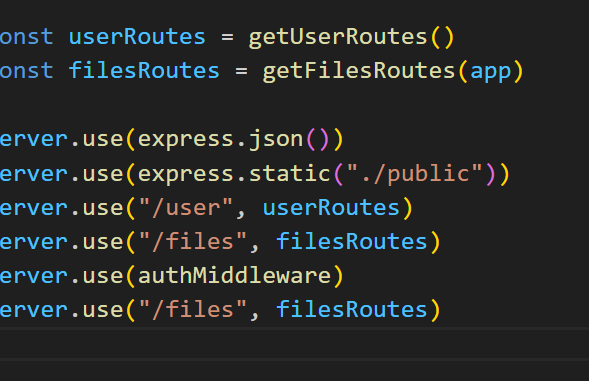 onst userRoutes = getUserRoutes()
onst filesRoutes = getFilesRoutes(app)
erver.use(express.json())
erver.use(express.static("./public"))
erver.use("/user", userRoutes)
erver.use("/files", filesRoutes)
erver.use(authMiddleware)
erver.use("/files", filesRoutes)